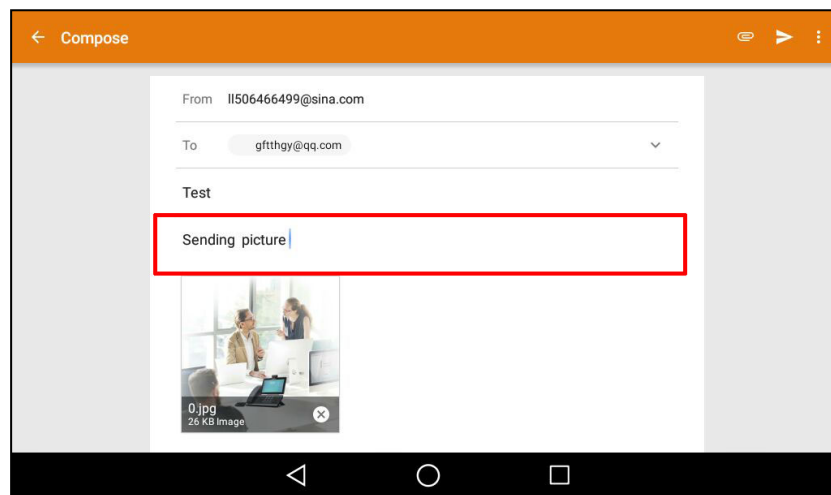 Compose
From ll506466499@sina.com
To gftthgy@qq.com
Test
Sending picture
0.jpg
26 KB Image